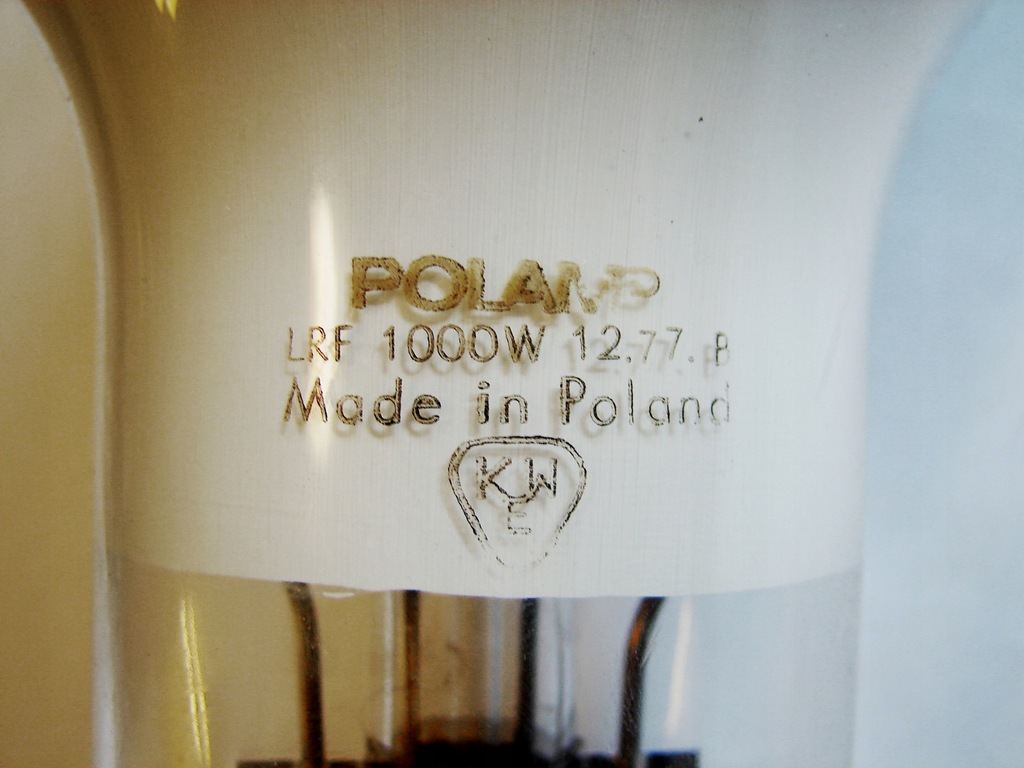 POLAMP
LRF 1000W 12.77. B
Made in Poland
KW
E